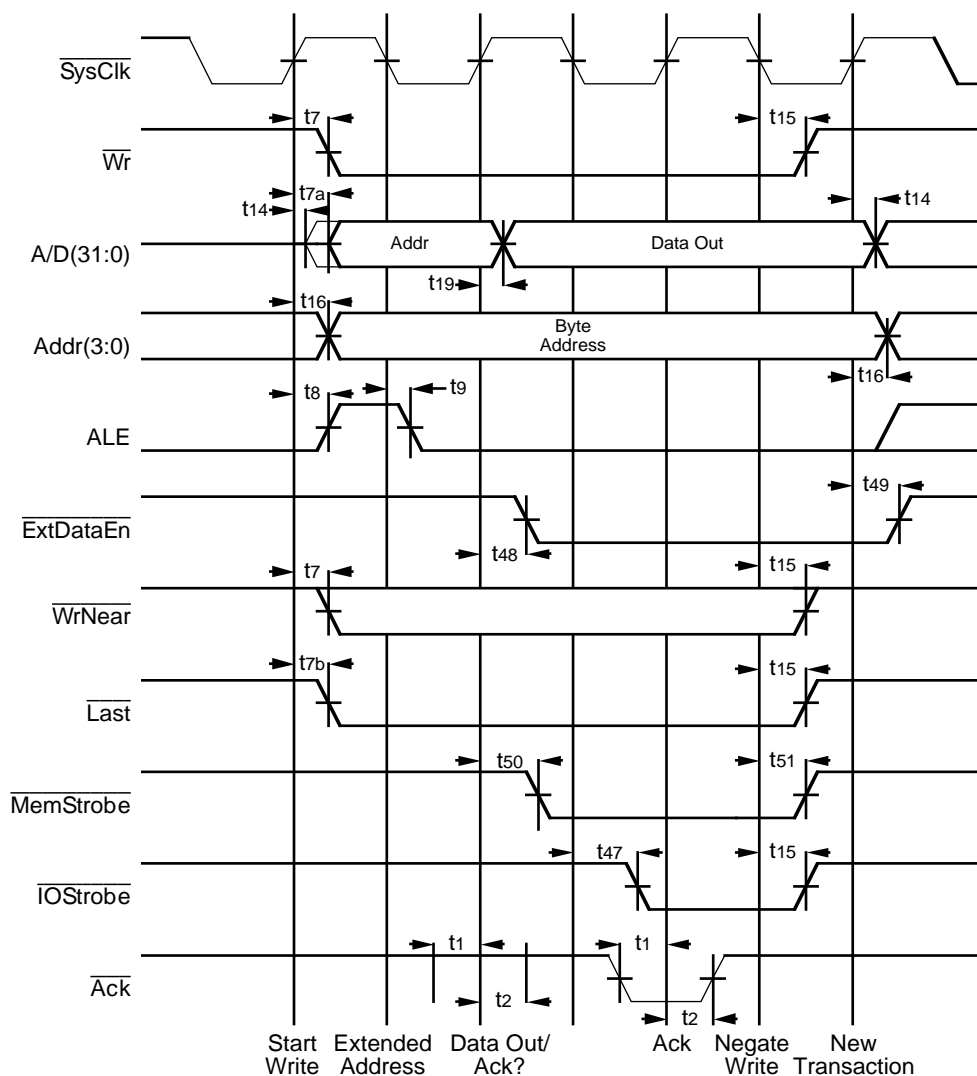 SysClk
t7
t15
Wr
t7a
t14
t14
A/D(31:0)
Addr
Data Out
t19
t16
Addr(3:0)
Byte
Address
t16
t8
t9
ALE
t49
ExtDataEn
t48
t7
t15
WrNear
t7b
t15
Last
t50
t51
MemStrobe
t47
t15
IOStrobe
t1
t1
Ack
t2
t2
Start
Write
Extended
Address
Data Out/
Ack?
Ack
Negate
Write
New
Transaction